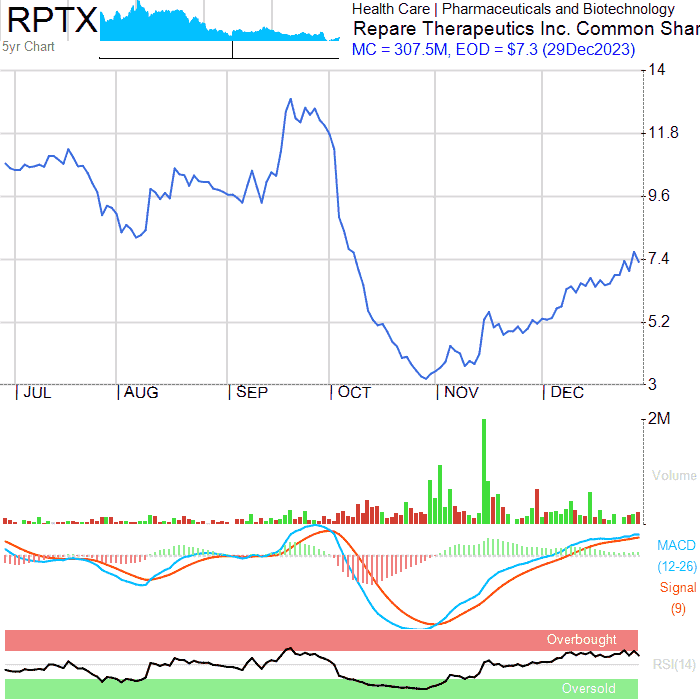 RPTX
5yr Chart
Health Care | Pharmaceuticals and Biotechnology
Repare Therapeutics Inc. Common Shar
MC = 307.5M, EOD = $7.3 (29Dec2023)
14
11.8
9.6
7.4
5.2
3
JUL AUG SEP OCT NOV DEC
2M
Volume
MACD
(12-26)
Signal
(9)
Overbought
RSI(14)
Oversold